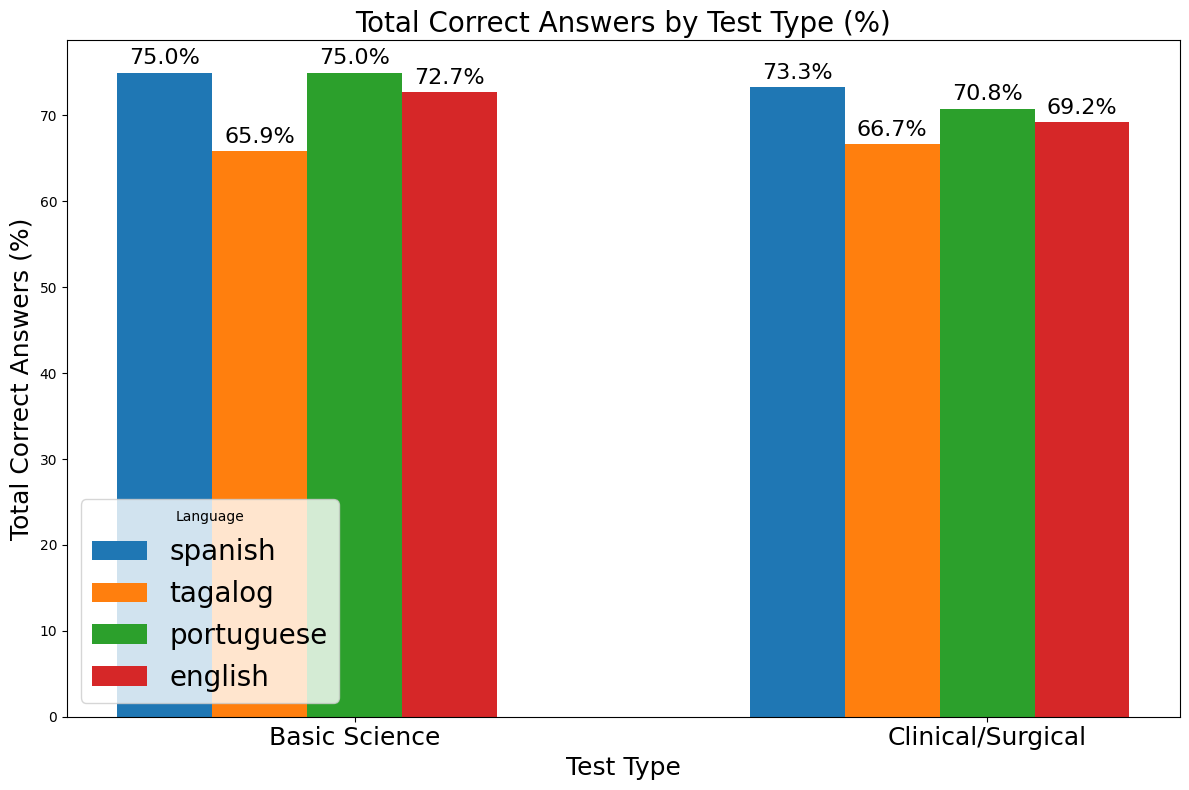 Total Correct Answers by Test Type (%)
Total Correct Answers (%)
70
60
50
40
30
20
10
0
75.0%
65.9%
75.0%
72.7%
73.3%
66.7%
70.8%
69.2%
Language
spanish
tagalog
portuguese
english
Basic Science
Clinical/Surgical
Test Type